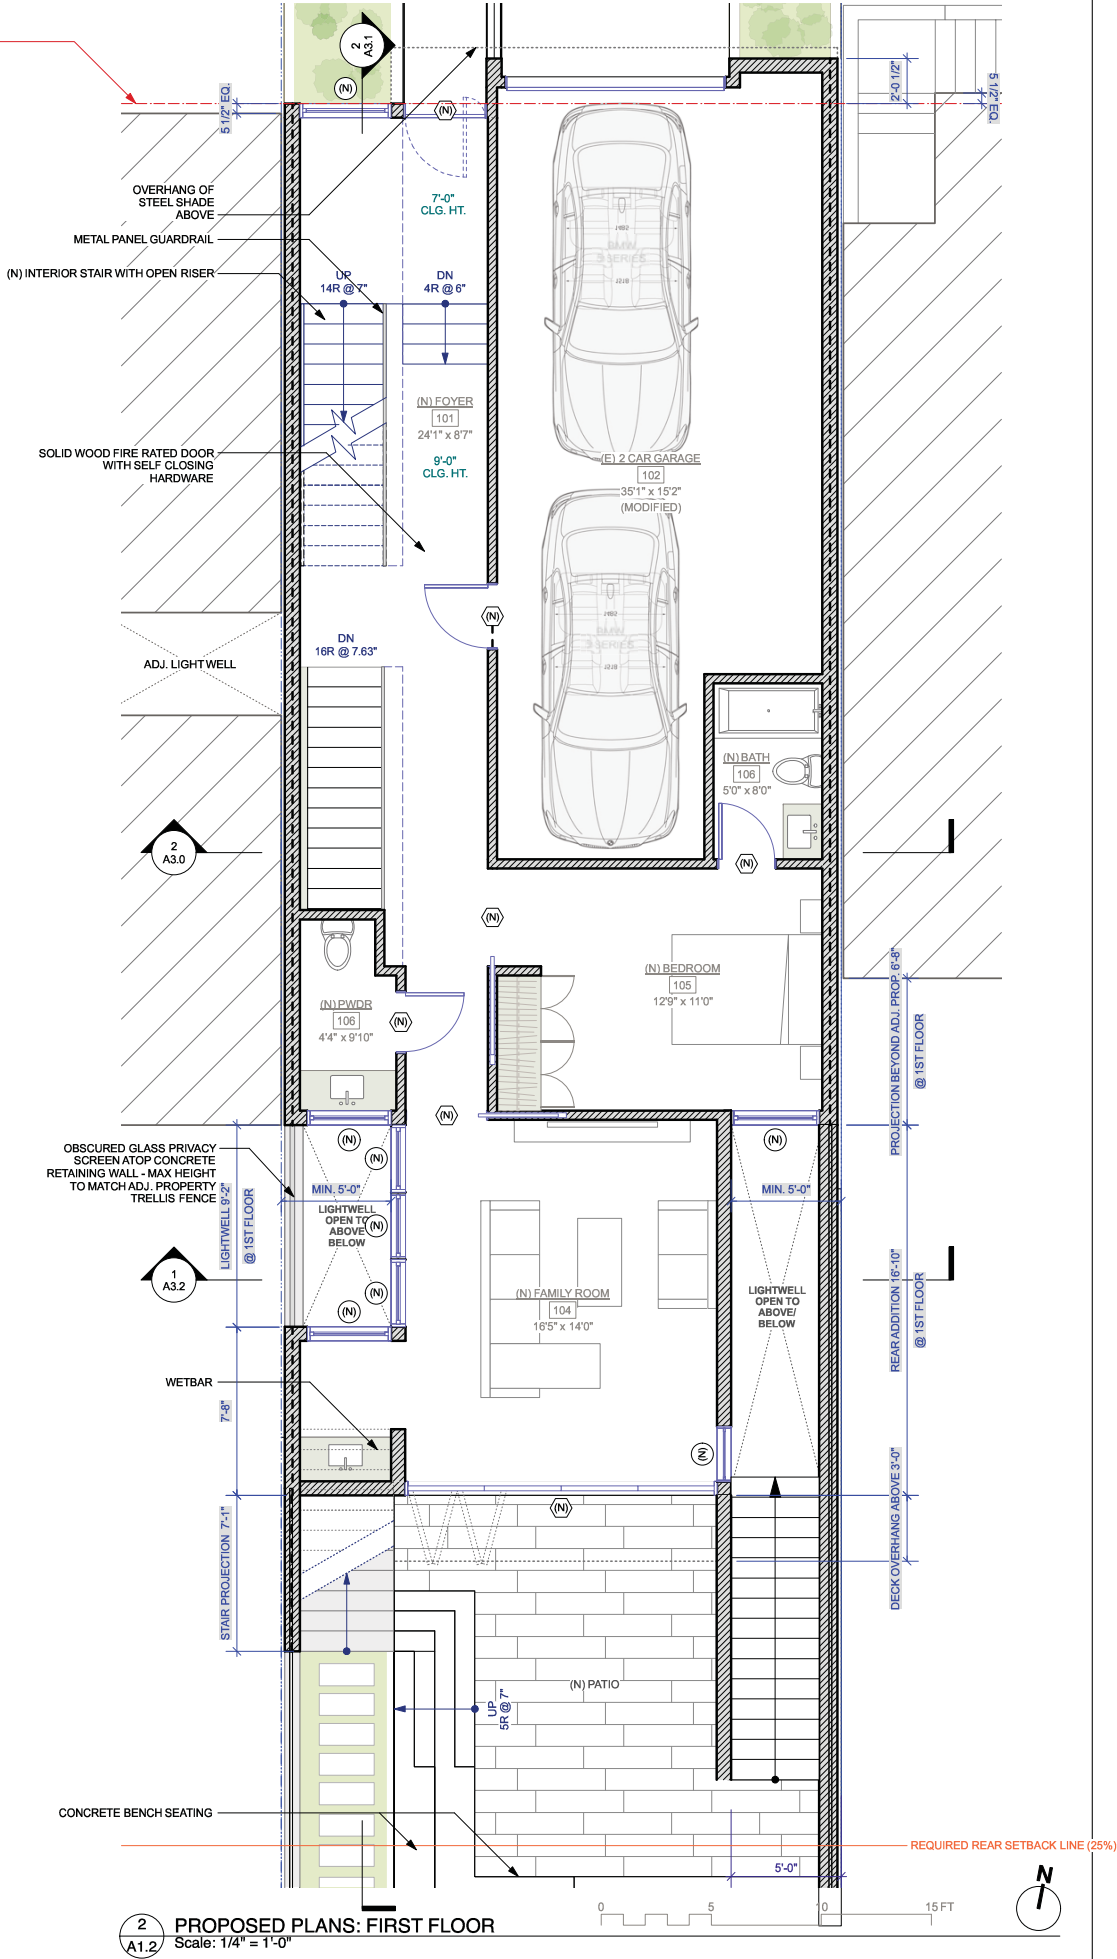 2
A3.1
(N)
(N)
5 1/2" EQ.
2'-0 1/2"
5 1/2" EQ.
OVERHANG OF
STEEL SHADE
ABOVE
7'-0"
CLG. HT.
METAL PANEL GUARDRAIL
(N) INTERIOR STAIR WITH OPEN RISER
UP
14R @ 7"
DN
4R @ 6"
(N) FOYER
101
24'1" x 8'7"
9'-0"
CLG. HT.
SOLID WOOD FIRE RATED DOOR
WITH SELF CLOSING
HARDWARE
(E) 2 CAR GARAGE
102
35'1" x 15'2"
(MODIFIED)
BMW
3 SERIES
BMW
3 SERIES
(N)
DN
16R @ 7.63"
ADJ. LIGHTWELL
(N) BATH
106
5'0" x 8'0"
(N)
2
A3.0
(N)
(N) BEDROOM
105
12'9" x 11'0"
(N) PWDR
106
4'4" x 9'10"
(N)
(N)
PROJECTION BEYOND ADJ. PROP. 6'-8"
@ 1ST FLOOR
OBSCURED GLASS PRIVACY
SCREEN ATOP CONCRETE
RETAINING WALL - MAX HEIGHT
TO MATCH ADJ. PROPERTY
TRELLIS FENCE
LIGHTWELL 9'-2"
@ 1ST FLOOR
(N)
(N)
(N)
MIN. 5'-0"
MIN. 5'-0"
LIGHTWELL
OPEN TO
ABOVE
BELOW
(N)
(N)
(N)
1
A3.2
(N) FAMILY ROOM
104
16'5" x 14'0"
LIGHTWELL
OPEN TO
ABOVE/
BELOW
REAR ADDITION 16'-10"
@ 1ST FLOOR
WETBAR
7'-8"
(N)
(N)
DECK OVERHANG ABOVE 3'-0"
STAIR PROJECTION 7'-1"
(N) PATIO
UP
5R @ 7"
CONCRETE BENCH SEATING
REQUIRED REAR SETBACK LINE (25%)
5'-0"
N
0 5 10 15 FT
2
A1.2
PROPOSED PLANS: FIRST FLOOR
Scale: 1/4" = 1'-0"